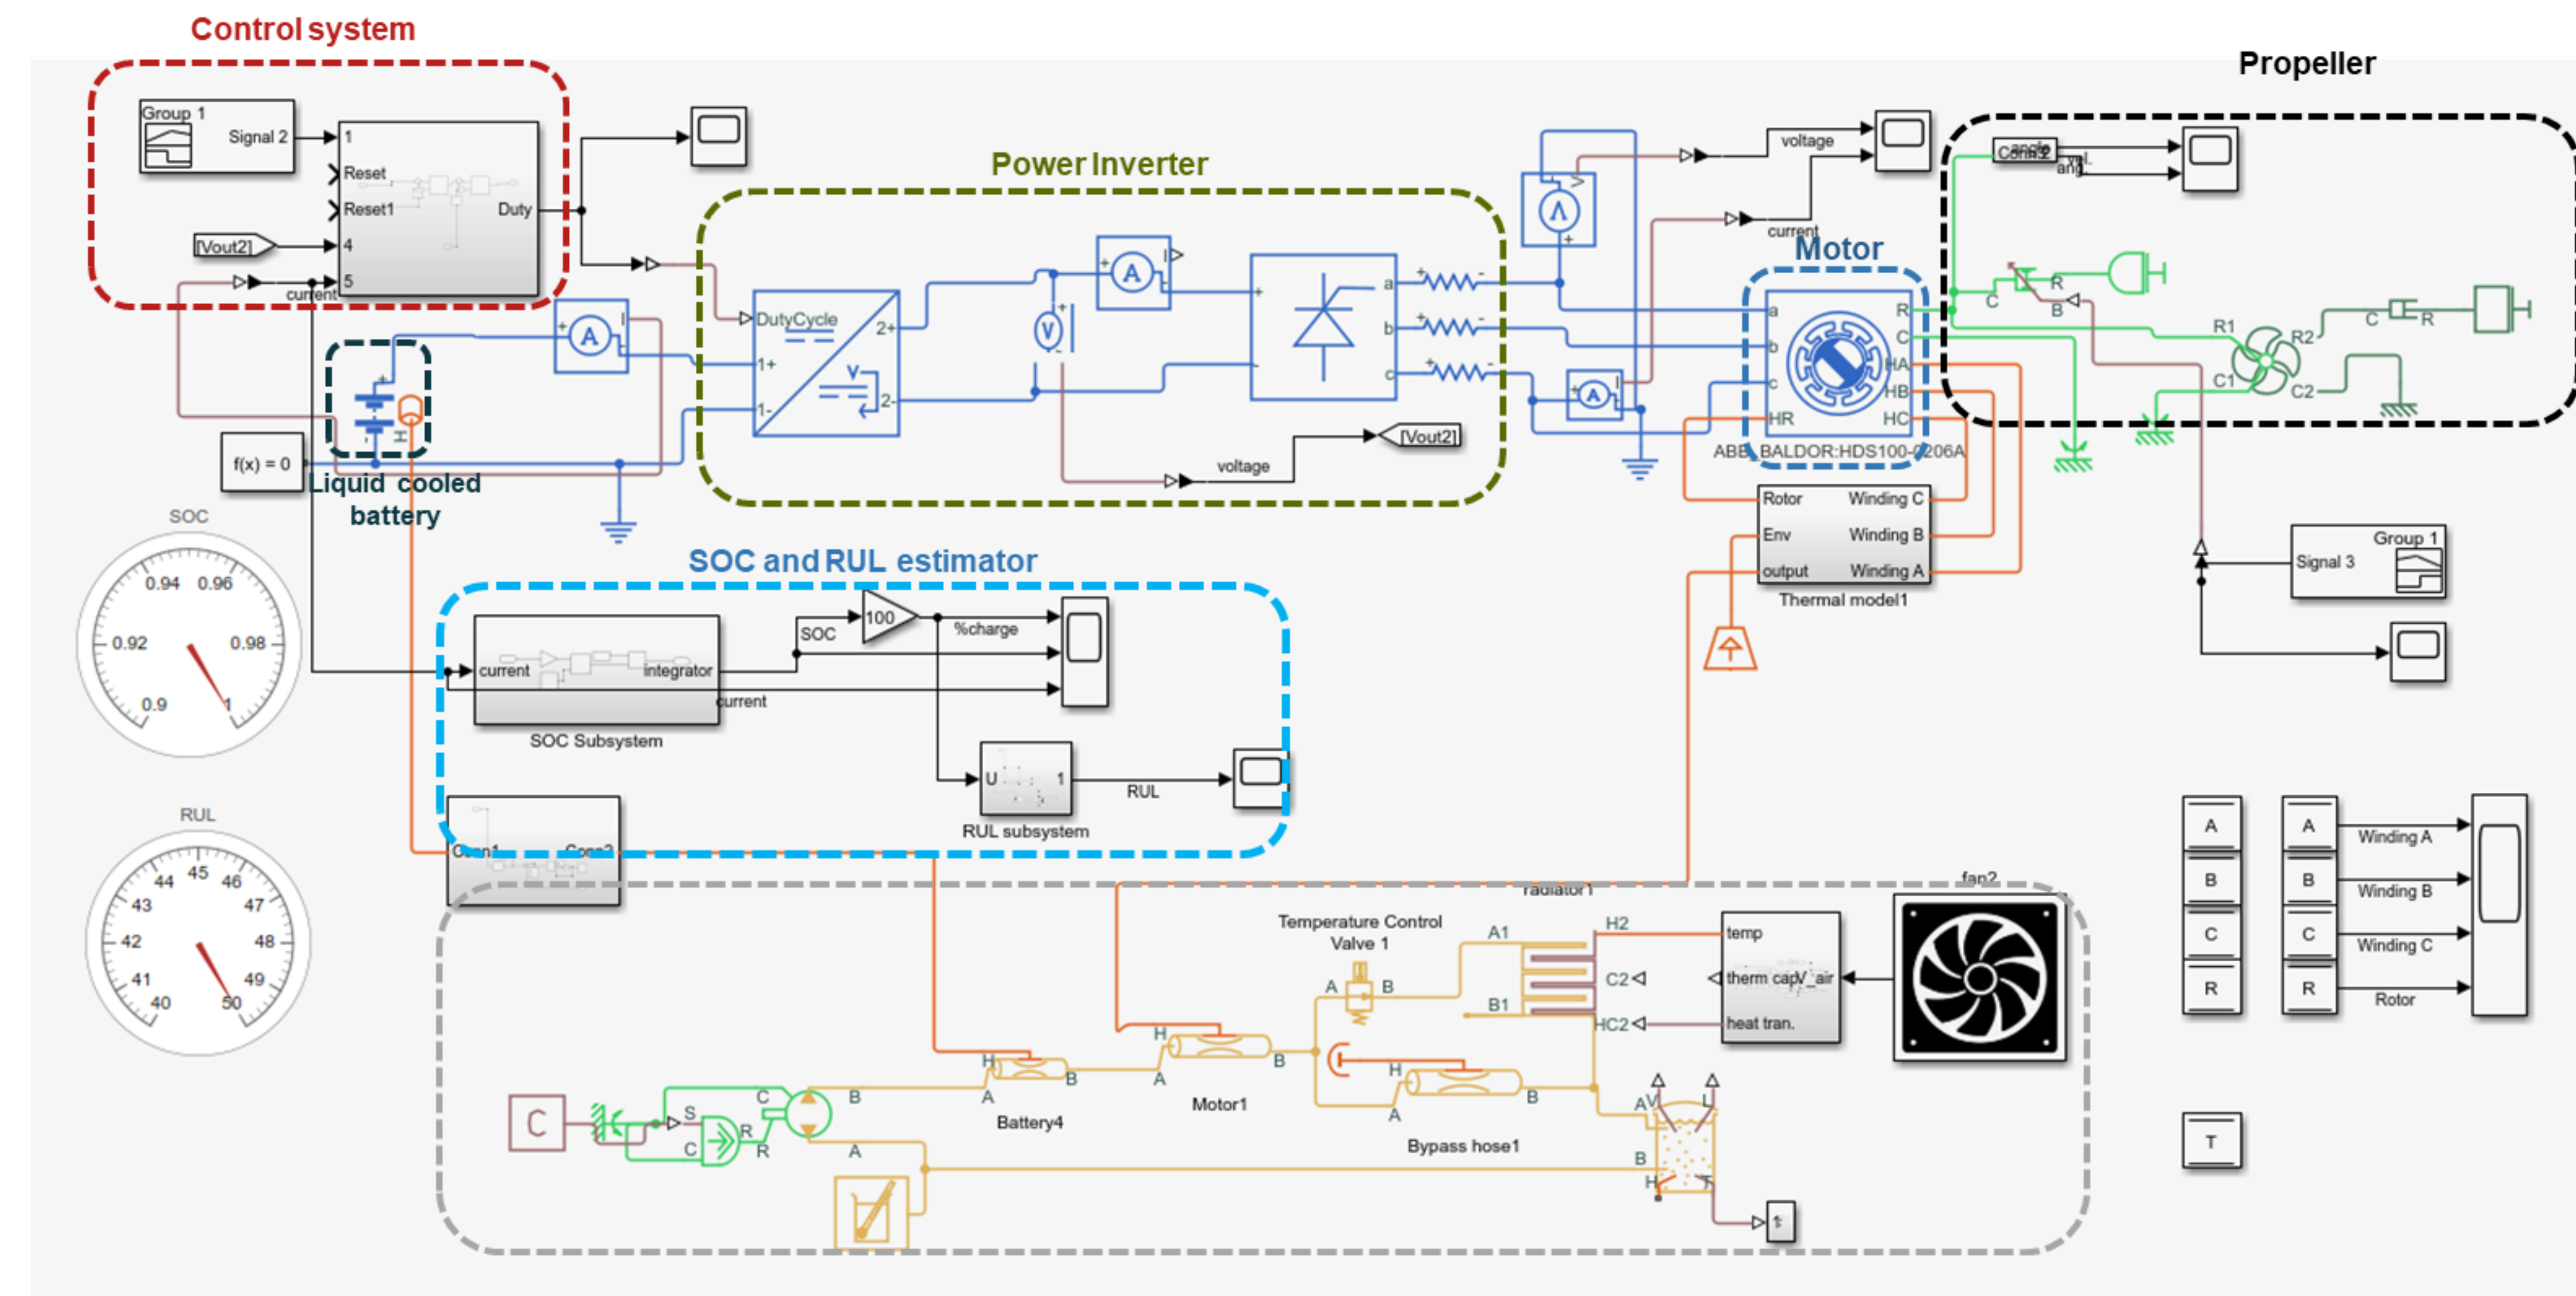 Control system
Propeller
Group 1
Signal 2
1
Reset
Reset1
Duty
[Vout2]
4
5
current
Power Inverter
voltage
current
Motor
DutyCycle
1+
1-
2+
2-
A
V
A
I
a
b
c
[Vout2]
voltage
A
a
b
c
HR
R
C
HA
HB
HC
Rotor
Env
output
Winding C
Winding B
Winding A
Thermal model1
C
R
B
R1
C1
R2
C2
C
R
Group 1
Signal 3
f(x) = 0
H
Liquid cooled
battery
SOC
0.9
0.92
0.94
0.96
0.98
1
SOC and RUL estimator
current
integrator
SOC Subsystem
SOC
100
%charge
current
U
1
RUL
RUL subsystem
RUL
40
41
42
43
44
45
46
47
48
49
50
Conn1
radiator1
fan2
Temperature Control
Valve 1
A
B
A1
B1
H2
C2
HC2
temp
V_air
heat tran.
H
A
B
Battery4
H
A
B
Motor1
H
A
B
Bypass hose1
C
S
C
R
R
C
B
A
A
V
L
B
H
T
A
B
C
R
A
B
C
R
Winding A
Winding B
Winding C
Rotor
T